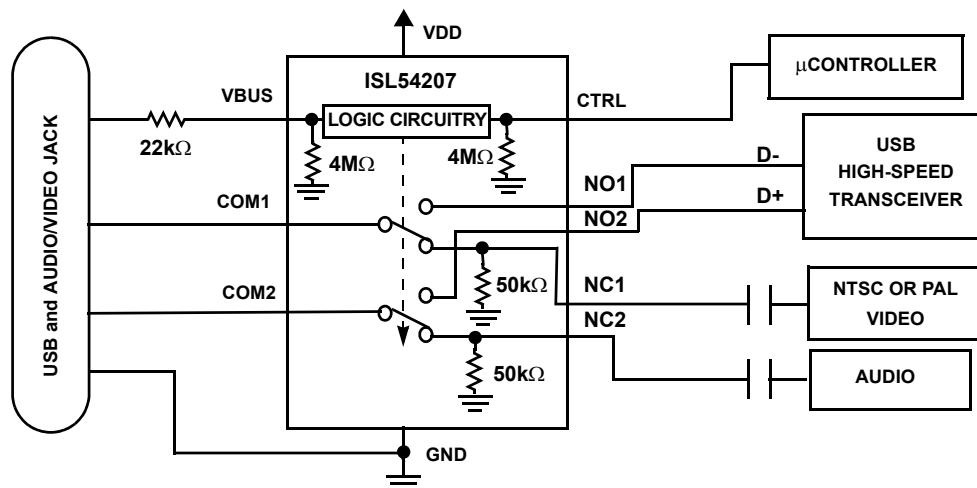 VDD
μCONTROLLER
ISL54207
VBUS
CTRL
LOGIC CIRCUITRY
22kΩ
4MΩ
4MΩ
USB
HIGH-SPEED
TRANSCEIVER
D-
NO1
D+
COM1
NO2
USB and AUDIO/VIDEO JACK
50kΩ
NC1
NTSC OR PAL
VIDEO
COM2
NC2
50kΩ
AUDIO
GND